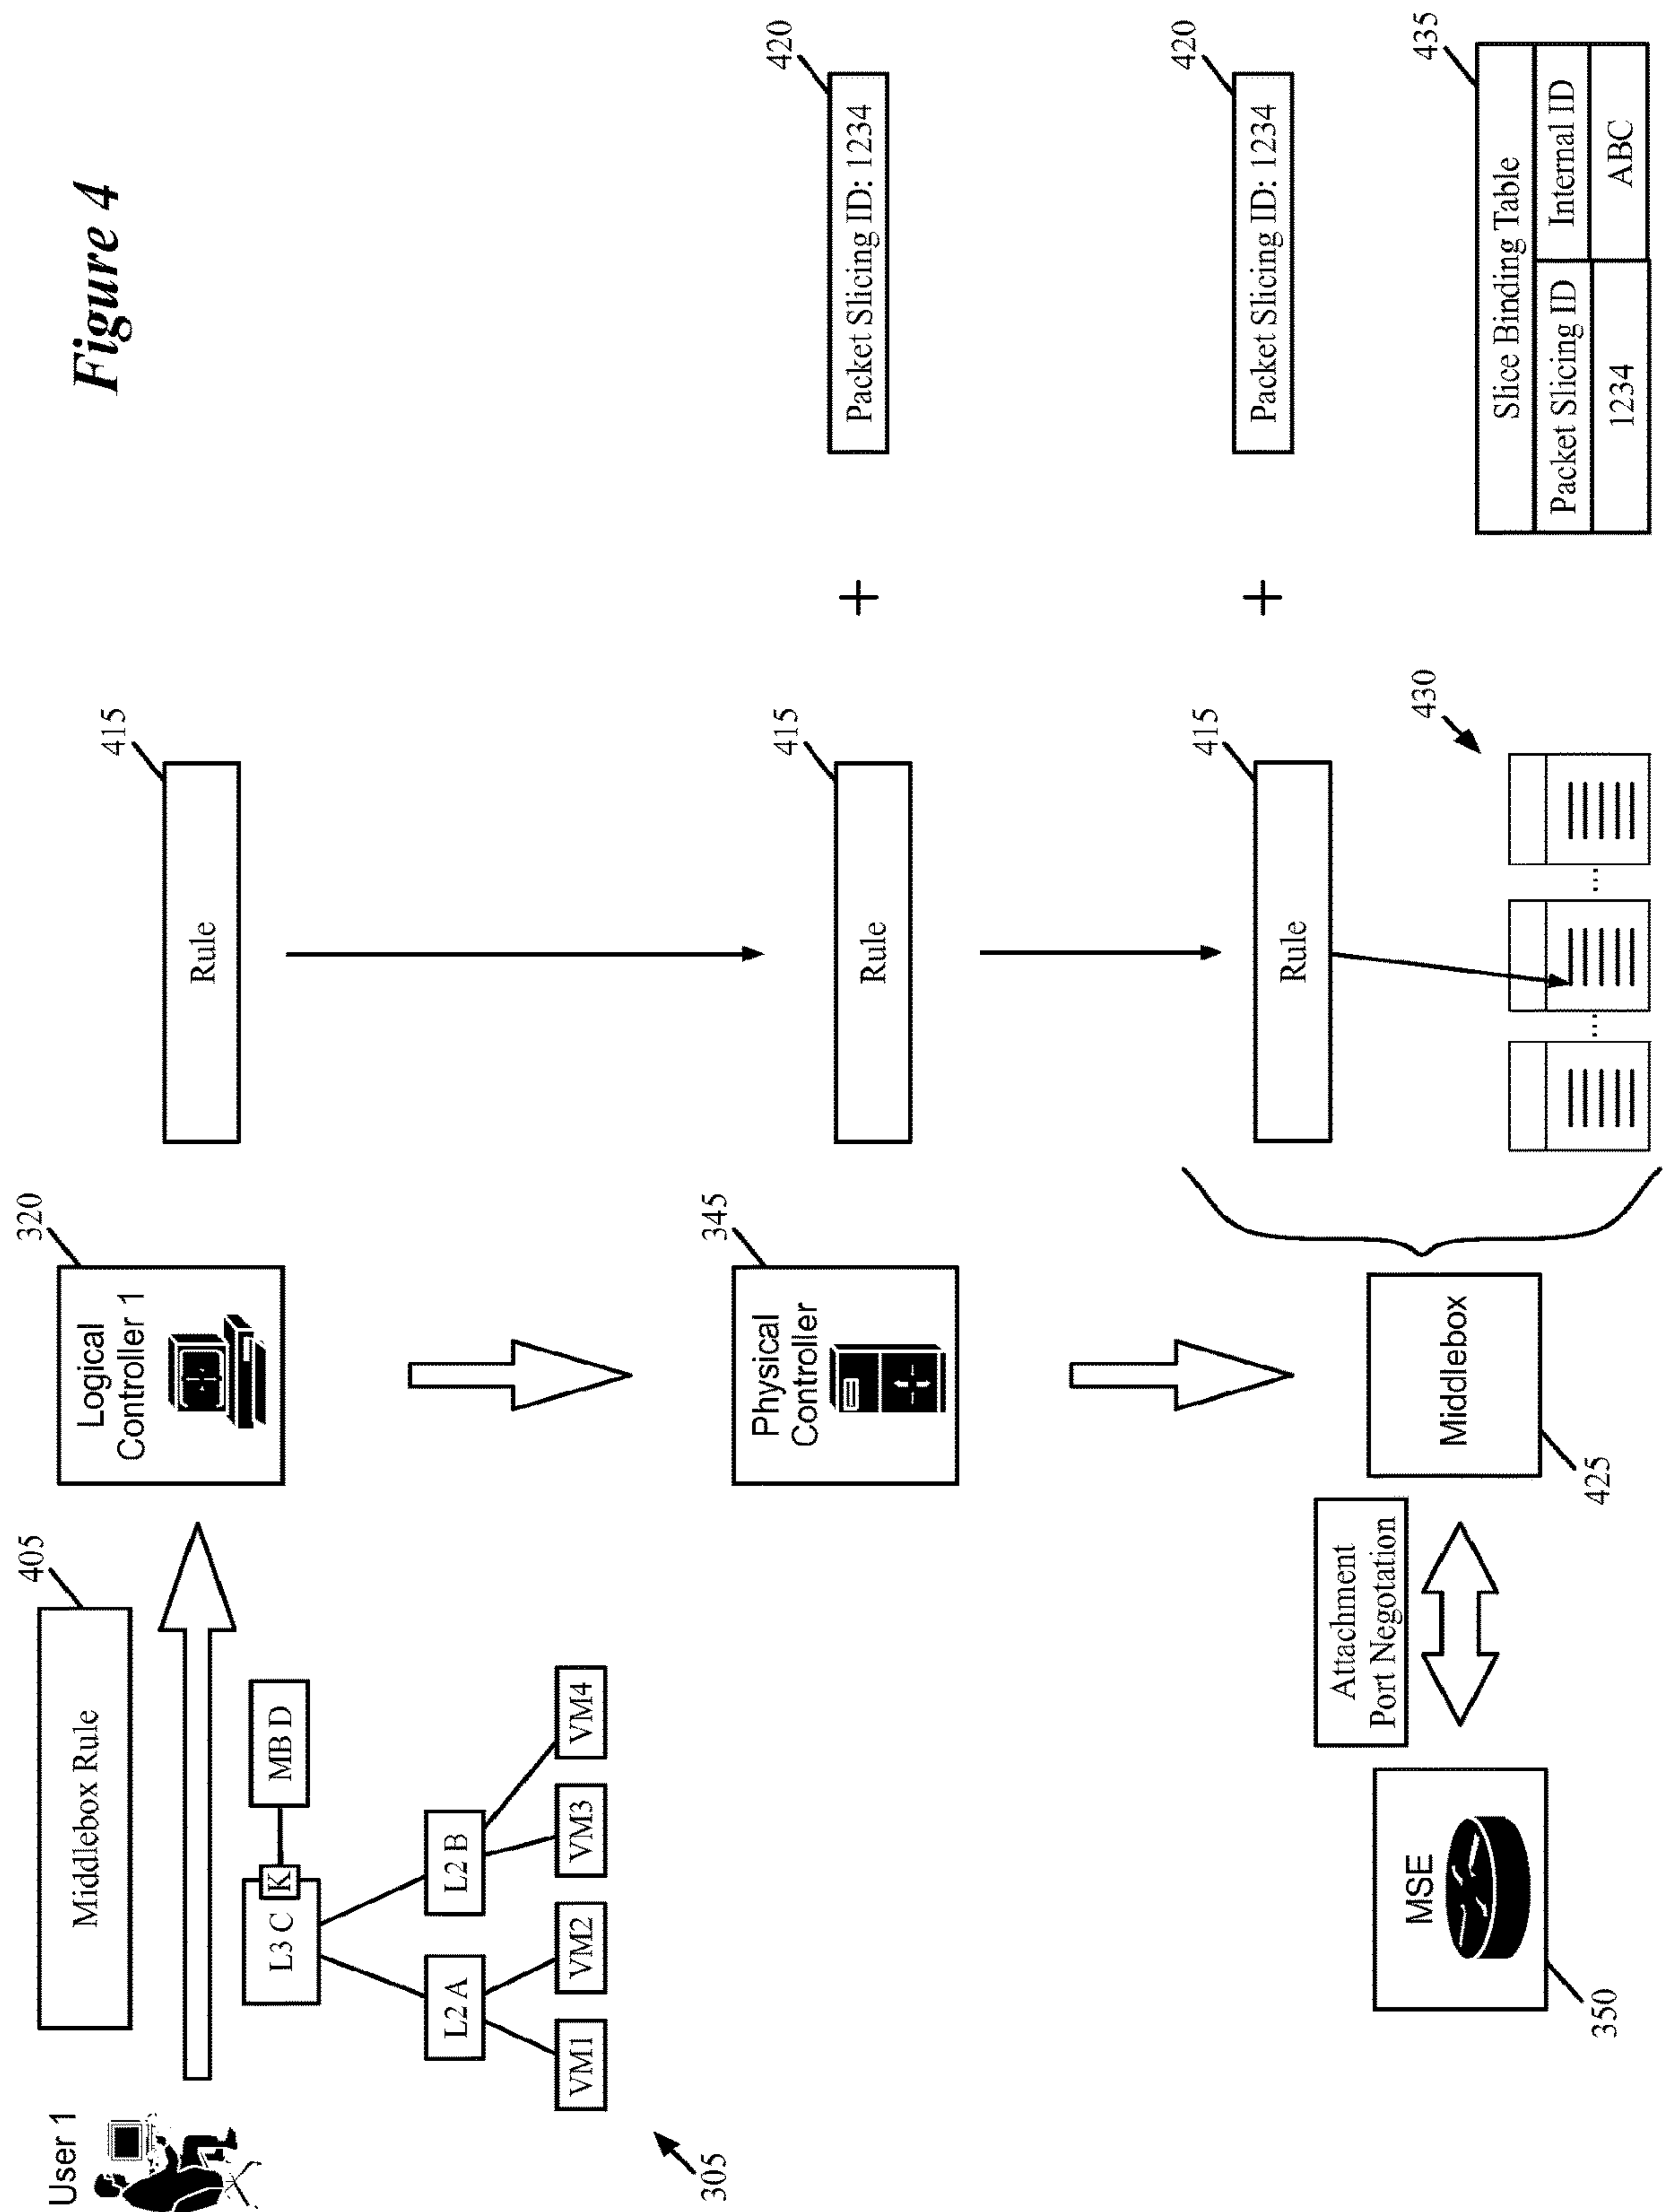 Figure 4
User 1
Middlebox Rule
405
L3 C
K
MB D
L2 A
L2 B
VM1
VM2
VM3
VM4
305
Logical
Controller 1
320
Rule
415
Physical
Controller
345
Rule
415
+
Packet Slicing ID: 1234
420
MSE
350
Attachment
Port Negotation
Middlebox
425
Rule
415
+
Packet Slicing ID: 1234
420
... ...
430
Slice Binding Table
Packet Slicing ID Internal ID
1234 ABC
435